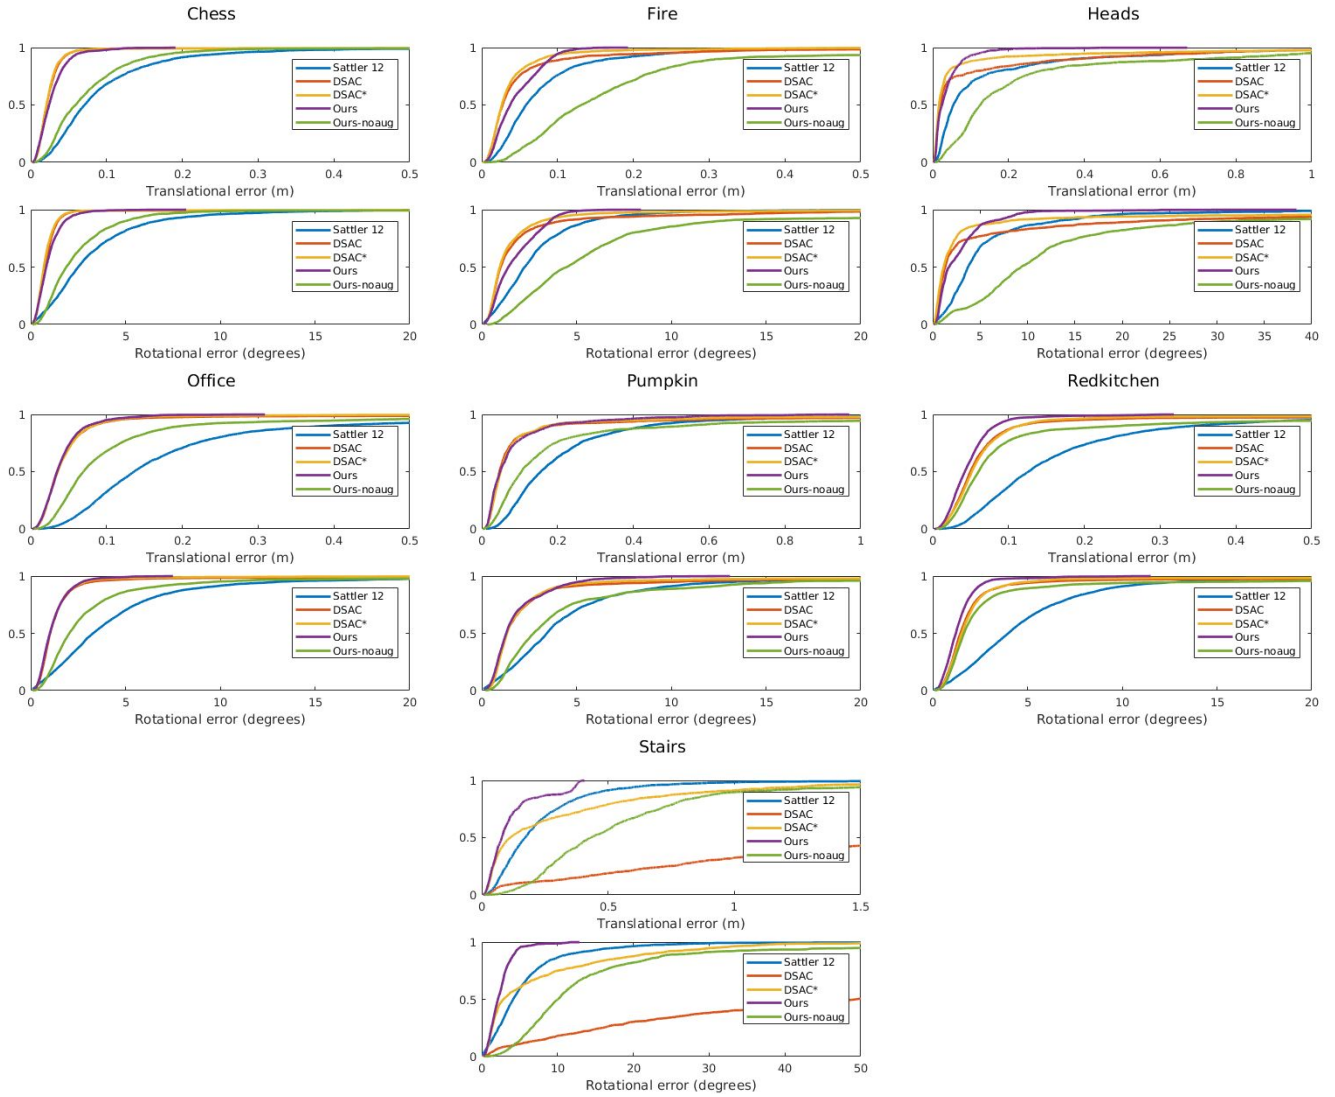 Chess
Fire
Heads
1
0.5
0
0
0.1
0.2
0.3
0.4
0.5
Translational error (m)
Sattler 12
DSAC
DSAC*
Ours
Ours-noaug
1
0.5
0
0
0.1
0.2
0.3
0.4
0.5
Translational error (m)
Sattler 12
DSAC
DSAC*
Ours
Ours-noaug
1
0.5
0
0
0.2
0.4
0.6
0.8
1
Translational error (m)
Sattler 12
DSAC
DSAC*
Ours
Ours-noaug
1
0.5
0
0
5
10
15
20
Rotational error (degrees)
Sattler 12
DSAC
DSAC*
Ours
Ours-noaug
1
0.5
0
0
5
10
15
20
Rotational error (degrees)
Sattler 12
DSAC
DSAC*
Ours
Ours-noaug
1
0.5
0
0
5
10
15
20
25
30
35
40
Rotational error (degrees)
Sattler 12
DSAC
DSAC*
Ours
Ours-noaug
Office
Pumpkin
Redkitchen
1
0.5
0
0
0.1
0.2
0.3
0.4
0.5
Translational error (m)
Sattler 12
DSAC
DSAC*
Ours
Ours-noaug
1
0.5
0
0
0.2
0.4
0.6
0.8
1
Translational error (m)
Sattler 12
DSAC
DSAC*
Ours
Ours-noaug
1
0.5
0
0
0.1
0.2
0.3
0.4
0.5
Translational error (m)
Sattler 12
DSAC
DSAC*
Ours
Ours-noaug
1
0.5
0
0
5
10
15
20
Rotational error (degrees)
Sattler 12
DSAC
DSAC*
Ours
Ours-noaug
1
0.5
0
0
5
10
15
20
Rotational error (degrees)
Sattler 12
DSAC
DSAC*
Ours
Ours-noaug
1
0.5
0
0
5
10
15
20
Rotational error (degrees)
Sattler 12
DSAC
DSAC*
Ours
Ours-noaug
Stairs
1
0.5
0
0
0.5
1
1.5
Translational error (m)
Sattler 12
DSAC
DSAC*
Ours
Ours-noaug
1
0.5
0
0
10
20
30
40
50
Rotational error (degrees)
Sattler 12
DSAC
DSAC*
Ours
Ours-noaug